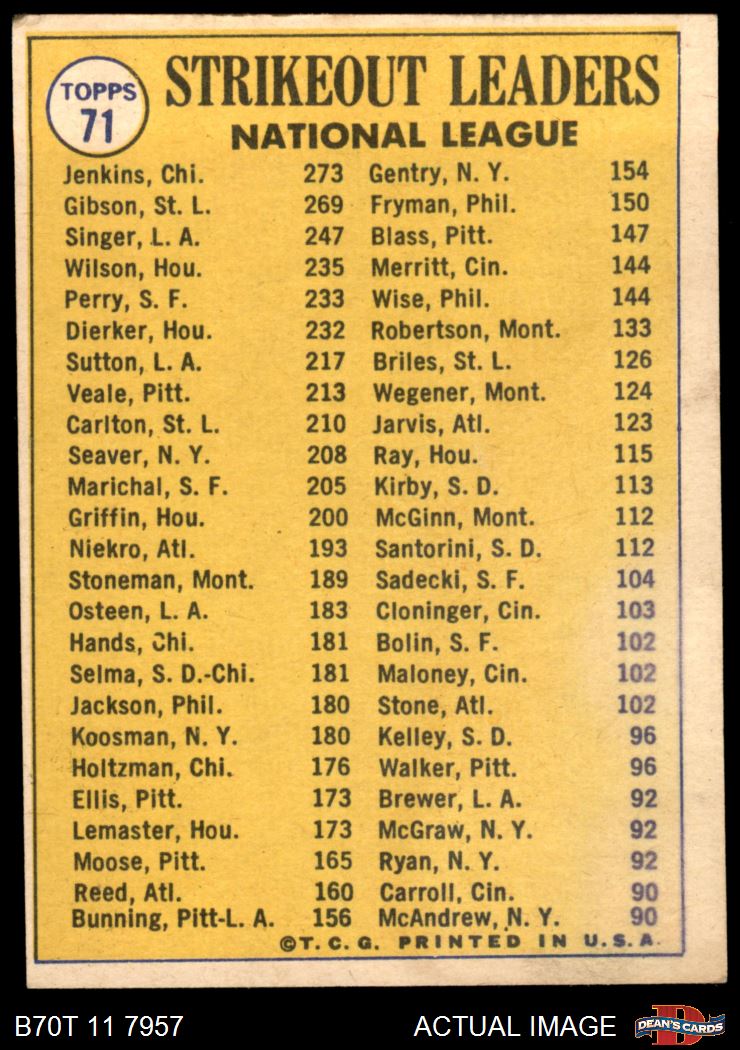 TOPPS
71
STRIKEOUT LEADERS
NATIONAL LEAGUE
Jenkins, Chi. 273 Gentry, N. Y. 154
Gibson, St. L. 269 Fryman, Phil. 150
Singer, L. A. 247 Blass, Pitt. 147
Wilson, Hou. 235 Merritt, Cin. 144
Perry, S. F. 233 Wise, Phil. 144
Dierker, Hou. 232 Robertson, Mont. 133
Sutton, L. A. 217 Briles, St. L. 126
Veale, Pitt. 213 Wegener, Mont. 124
Carlton, St. L. 210 Jarvis, Atl. 123
Seaver, N. Y. 208 Ray, Hou. 115
Marichal, S. F. 205 Kirby, S. D. 113
Griffin, Hou. 200 McGinn, Mont. 112
Niekro, Atl. 193 Santorini, S. D. 112
Stoneman, Mont. 189 Sadecki, S. F. 104
Osteen, L. A. 183 Cloninger, Cin. 103
Hands, Chi. 181 Bolin, S. F. 102
Selma, S. D.-Chi. 181 Maloney, Cin. 102
Jackson, Phil. 180 Stone, Atl. 102
Koosman, N. Y. 180 Kelley, S. D. 96
Holtzman, Chi. 176 Walker, Pitt. 96
Ellis, Pitt. 173 Brewer, L. A. 92
Lemaster, Hou. 173 McGraw, N. Y. 92
Moose, Pitt. 165 Ryan, N. Y. 92
Reed, Atl. 160 Carroll, Cin. 90
Bunning, Pitt-L. A. 156 McAndrew, N. Y. 90
©T. C. G. PRINTED IN U. S. A.
B70T 11 7957 ACTUAL IMAGE DEAN'S CARDS